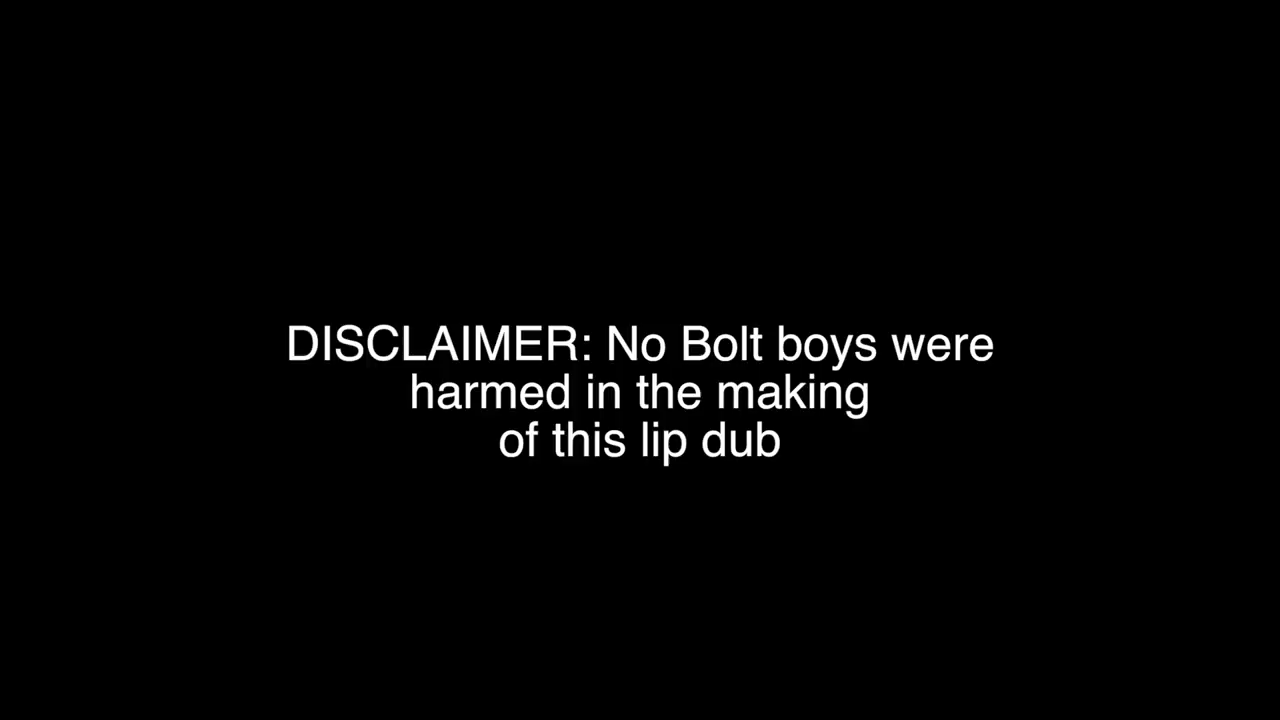 DISCLAIMER: No Bolt boys were
harmed in the making
of this lip dub